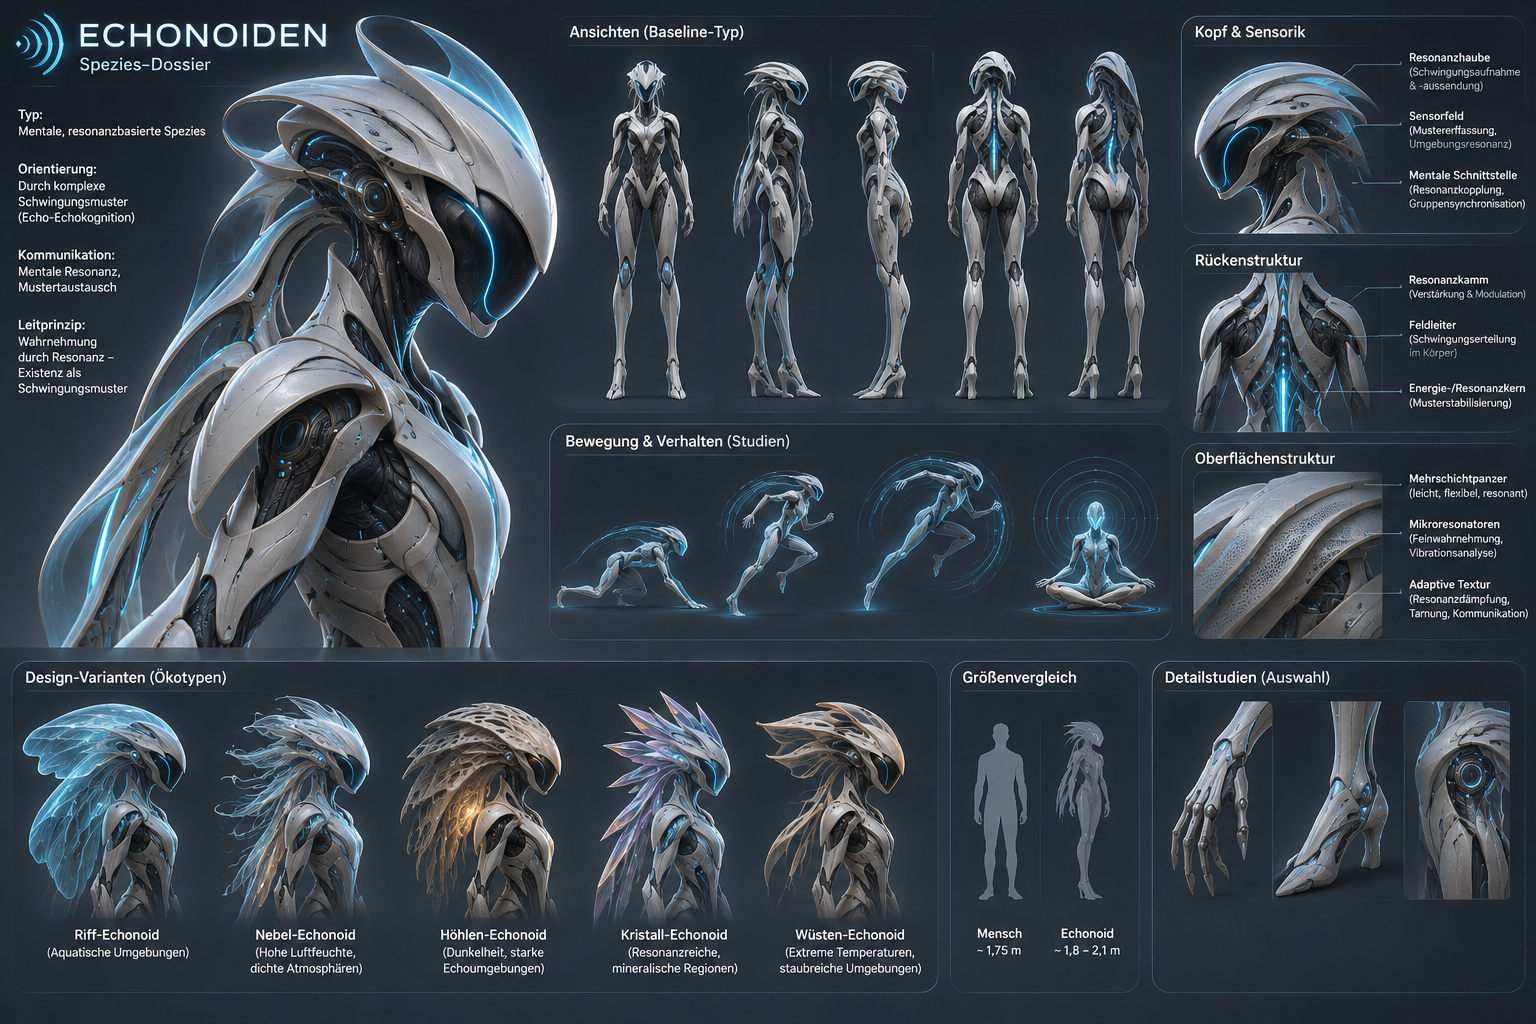 ECHONOIDEN
Spezies-Dossier
Typ:
Mentale, resonanzbasierte Spezies
Orientierung:
Durch komplexe
Schwingungsmuster
(Echo-Echokognition)
Kommunikation:
Mentale Resonanz,
Mustertaustausch
Leitprinzip:
Wahrnehmung
durch Resonanz –
Existenz als
Schwingungsmuster
Ansichten (Baseline-Typ)
Bewegung & Verhalten (Studien)
Kopf & Sensorik
Resonanzhaube
(Schwingungsaufnahme
& -aussendung)
Sensorfeld
(Mustererffassung,
Umgebungsresonanz)
Mentale Schnittstelle
(Resonanzkopplung,
Gruppensynchronisation)
Rückenstruktur
Resonanzkamm
(Verstärkung & Modulation)
Feldleiter
(Schwingungserteilung
im Körper)
Energie-/Resonanzkern
(Musterstabilisierung)
Oberflächenstruktur
Mehrschichtpanzer
(leicht, flexibel, resonant)
Mikroresonatoren
(Feinwahrnehmung,
Vibrationsanalyse)
Adaptive Textur
(Resonanzdämpfung,
Tarnung, Kommunikation)
Design-Varianten (Ökotypen)
Riff-Echonoid
(Aquatische Umgebungen)
Nebel-Echonoid
(Hohe Luftfeuchte,
dichte Atmosphären)
Höhlen-Echonoid
(Dunkelheit, starke
Echoumgebungen)
Kristall-Echonoid
(Resonanzreiche,
mineralische Regionen)
Wüsten-Echonoid
(Extreme Temperaturen,
staubreiche Umgebungen)
Größenvergleich
Mensch
~ 1,75 m
Echonoid
~ 1,8 – 2,1 m
Detailstudien (Auswahl)